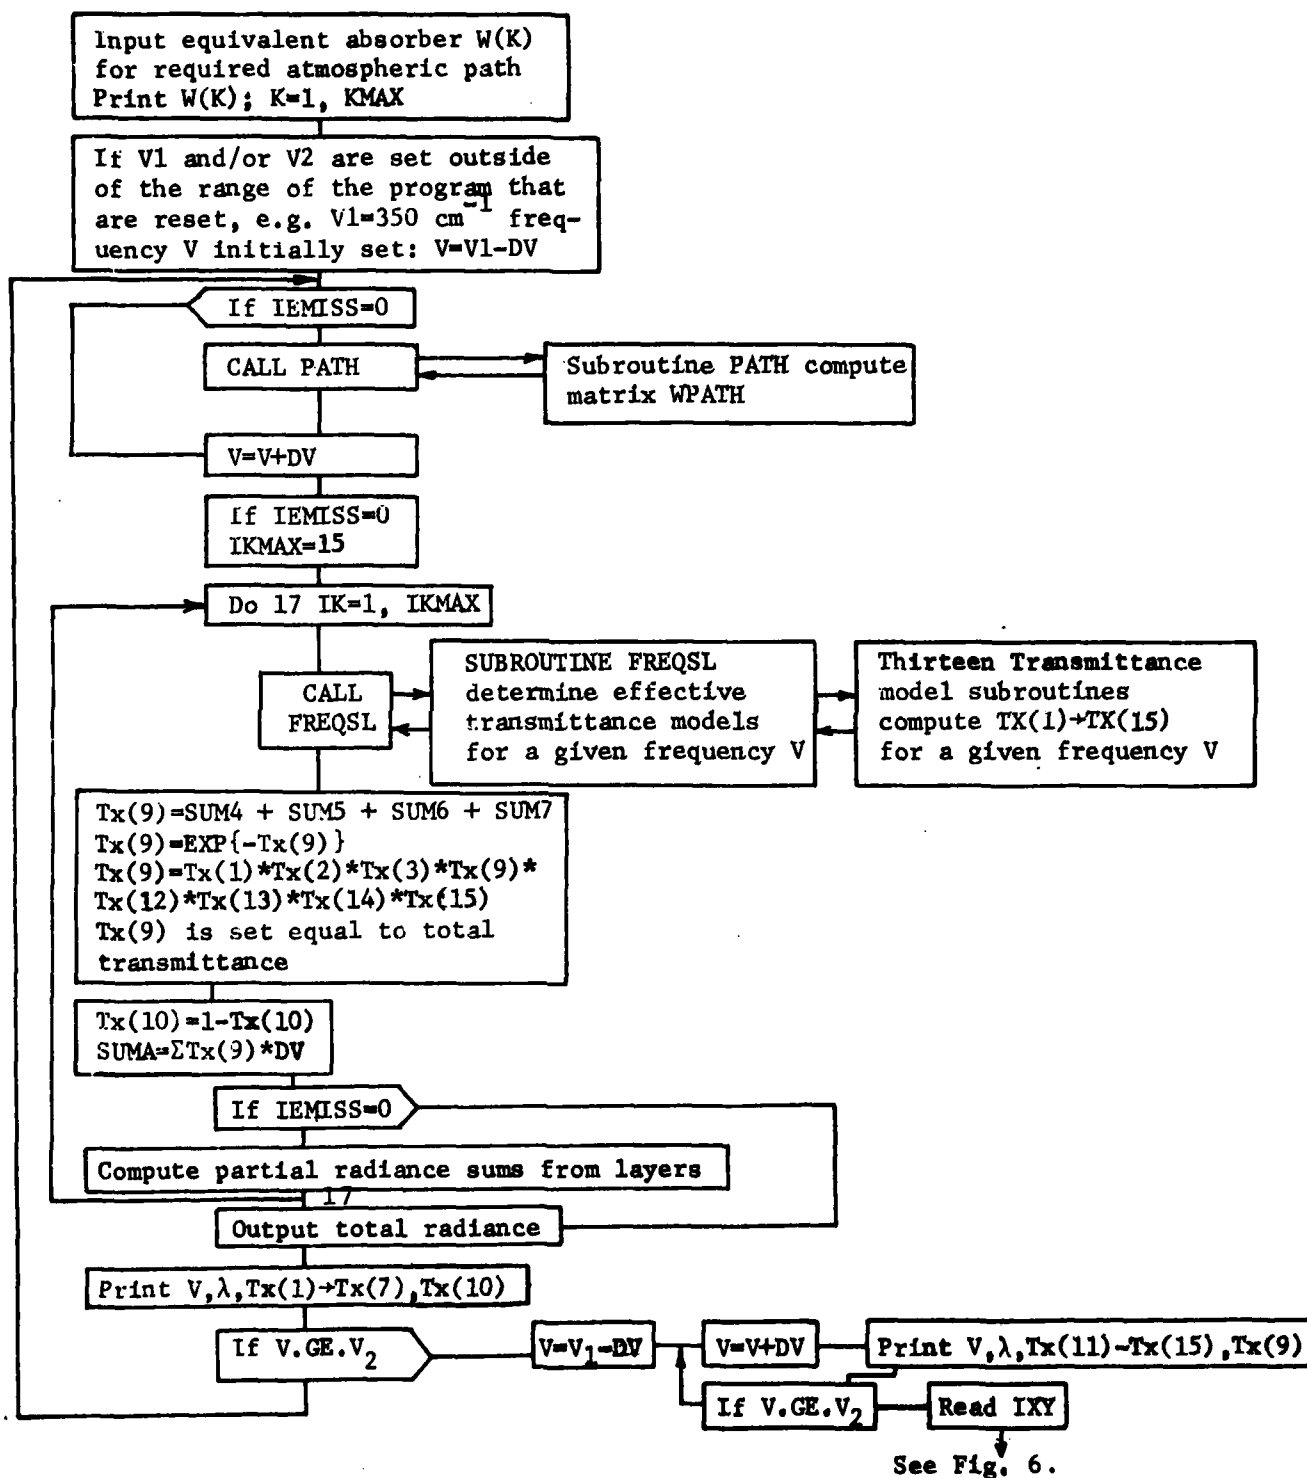 Input equivalent absorber W(K)
for required atmospheric path
Print W(K); K=1, KMAX
If V1 and/or V2 are set outside
of the range of the program that
are reset, e.g. V1=350 cm⁻¹ freq-
uency V initially set: V=V1-DV
If IEMISS=0
CALL PATH
Subroutine PATH compute
matrix WPATH
V=V+DV
If IEMISS=0
IKMAX=15
Do 17 IK=1, IKMAX
CALL
FREQSL
SUBROUTINE FREQSL
determine effective
transmittance models
for a given frequency V
Thirteen Transmittance
model subroutines
compute TX(1)→TX(15)
for a given frequency V
Tx(9)=SUM4 + SUM5 + SUM6 + SUM7
Tx(9)=EXP{-Tx(9)}
Tx(9)=Tx(1)*Tx(2)*Tx(3)*Tx(9)*
Tx(12)*Tx(13)*Tx(14)*Tx(15)
Tx(9) is set equal to total
transmittance
Tx(10)=1-Tx(10)
SUMA=ΣTx(9)*DV
If IEMISS=0
Compute partial radiance sums from layers
17
Output total radiance
Print V,λ,Tx(1)→Tx(7),Tx(10)
If V.GE.V₂
V=V₁-DV
V=V+DV
Print V,λ,Tx(11)-Tx(15),Tx(9)
If V.GE.V₂
Read IXY
See Fig. 6.